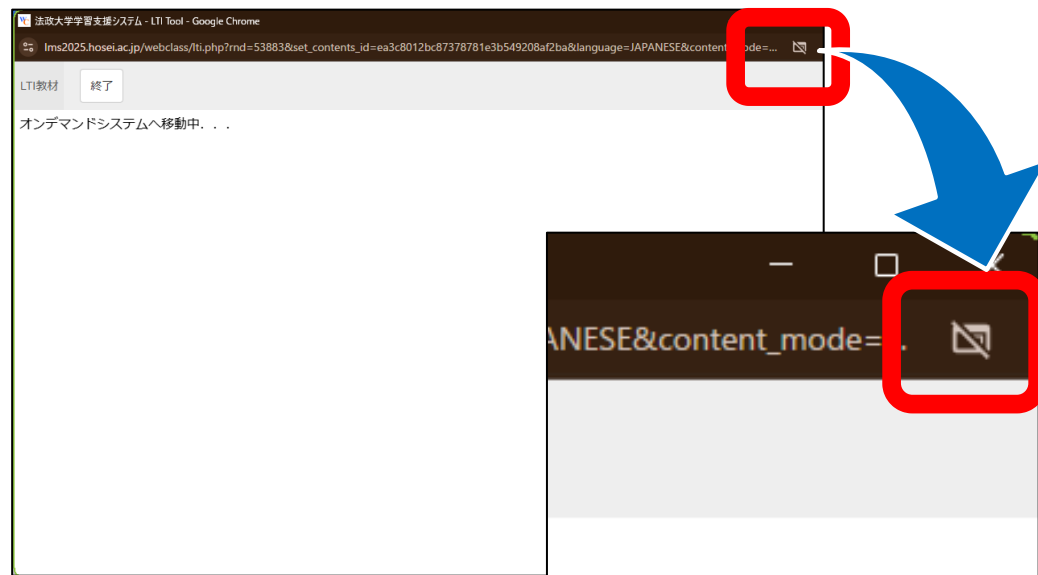 法政大学学習支援システム - LTI Tool - Google Chrome
lms2025.hosei.ac.jp/webclass/lti.php?rnd=53883&set_contents_id=ea3c8012bc87378781e3b549208af2ba&language=JAPANESE&content_mode=...
LTI教材 終了
オンデマンドシステムへ移動中...
ANESE&content_mode=..